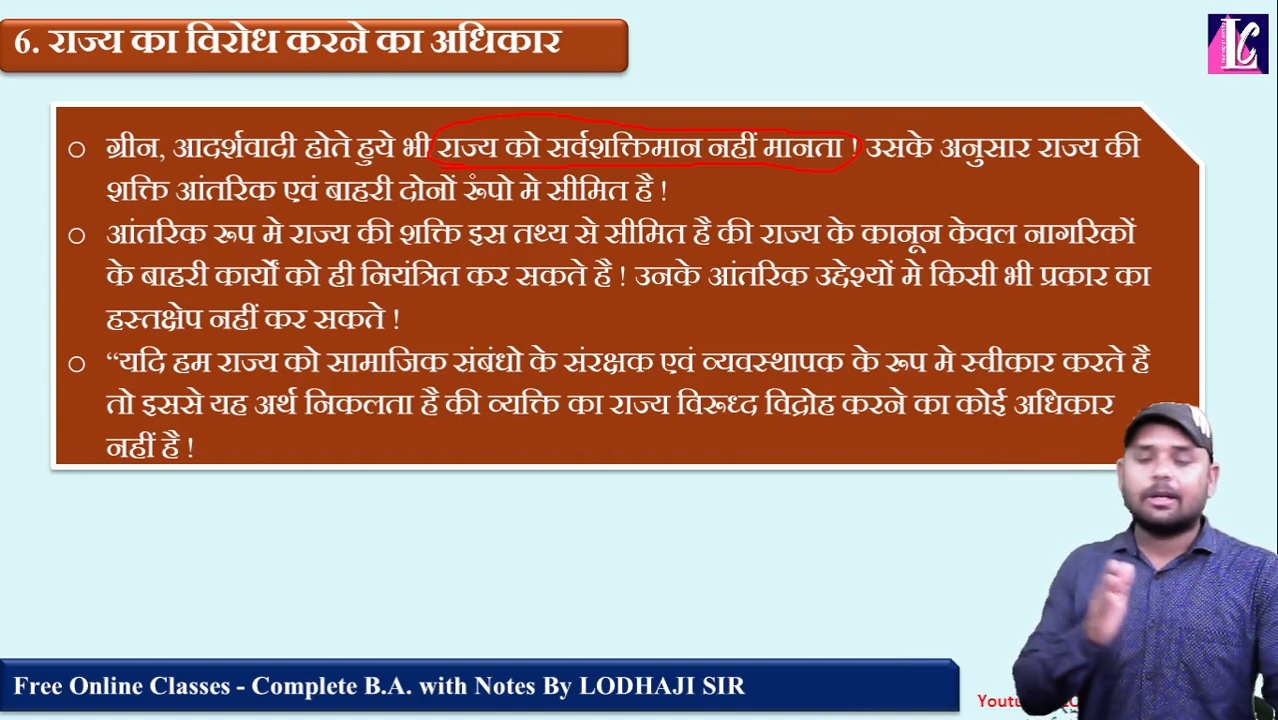 6. राज्य का विरोध करने का अधिकार
LC
○ ग्रीन, आदर्शवादी होते हुये भी राज्य को सर्वशक्तिमान नहीं मानता ! उसके अनुसार राज्य की
शक्ति आंतरिक एवं बाहरी दोनों रूंपो मे सीमित है !
○ आंतरिक रूप मे राज्य की शक्ति इस तथ्य से सीमित है की राज्य के कानून केवल नागरिकों
के बाहरी कार्यों को ही नियंत्रित कर सकते है ! उनके आंतरिक उद्देश्यों मे किसी भी प्रकार का
हस्तक्षेप नहीं कर सकते !
○ “यदि हम राज्य को सामाजिक संबंधो के संरक्षक एवं व्यवस्थापक के रूप मे स्वीकार करते है
तो इससे यह अर्थ निकलता है की व्यक्ति का राज्य विरूध्द विद्रोह करने का कोई अधिकार
नहीं है !
Free Online Classes - Complete B.A. with Notes By LODHAJI SIR